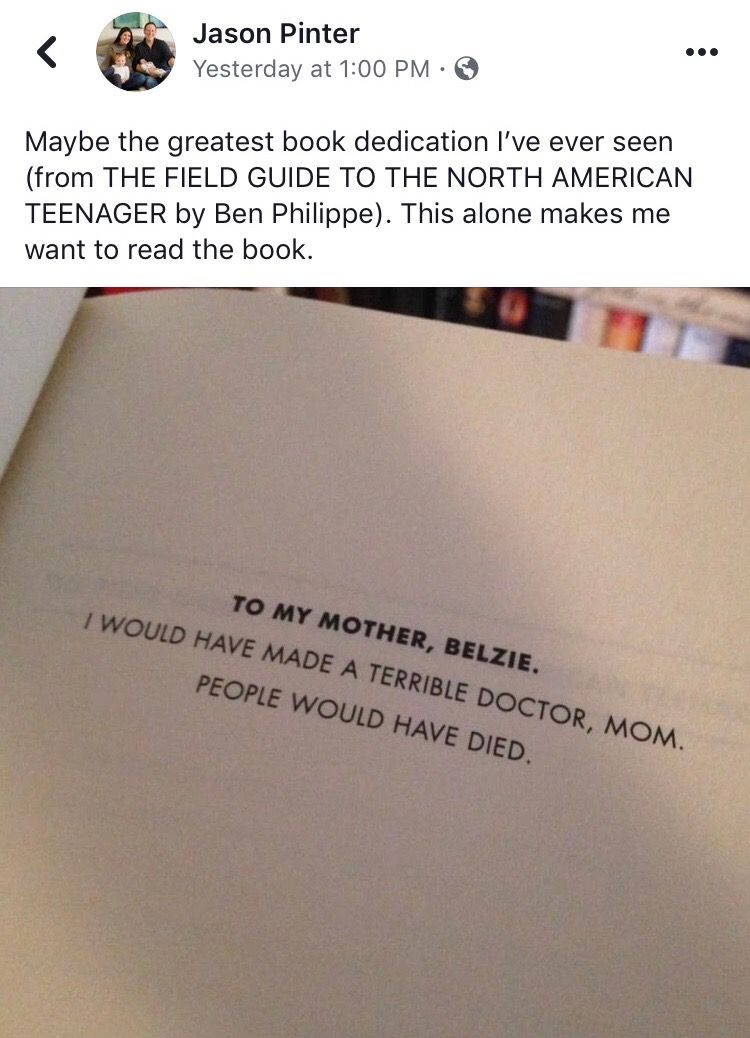 Jason Pinter
Yesterday at 1:00 PM ·
Maybe the greatest book dedication I’ve ever seen
(from THE FIELD GUIDE TO THE NORTH AMERICAN
TEENAGER by Ben Philippe). This alone makes me
want to read the book.
TO MY MOTHER, BELZIE.
I WOULD HAVE MADE A TERRIBLE DOCTOR, MOM.
PEOPLE WOULD HAVE DIED.